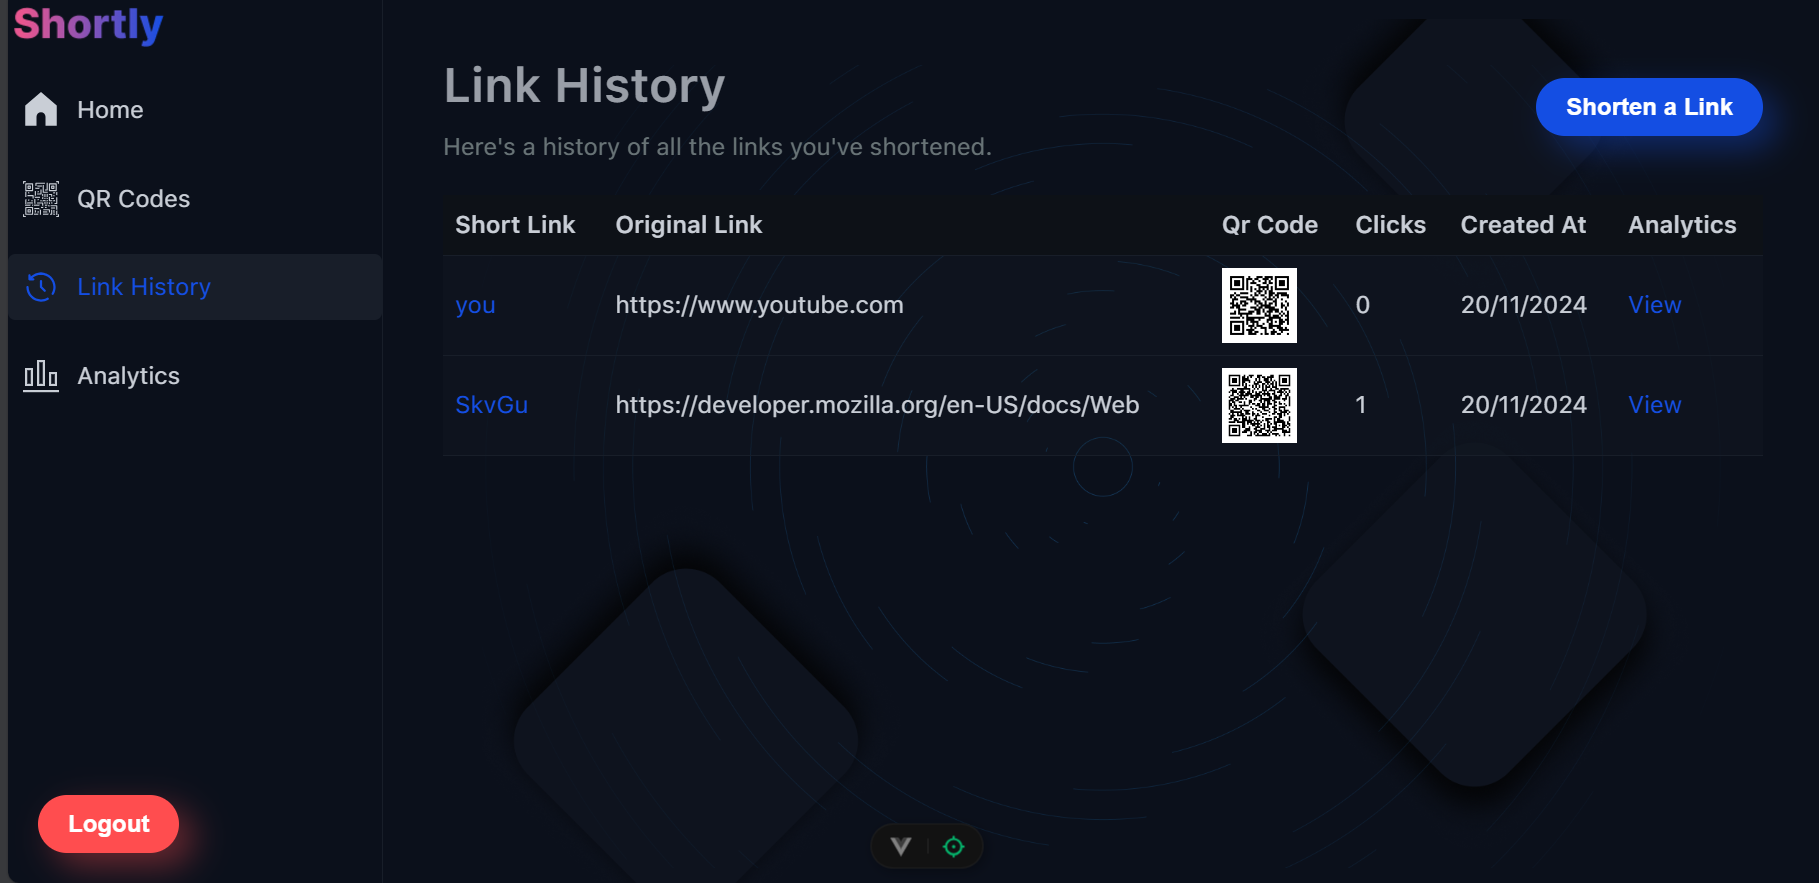 Shortly
Home
QR Codes
Link History
Analytics
Logout
Link History
Here's a history of all the links you've shortened.
Shorten a Link
Short Link Original Link Qr Code Clicks Created At Analytics
you https://www.youtube.com 0 20/11/2024 View
SkvGu https://developer.mozilla.org/en-US/docs/Web 1 20/11/2024 View